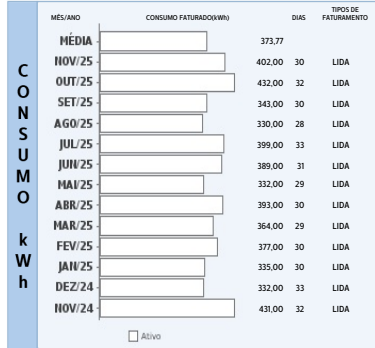 MÊS/ANO CONSUMO FATURADO(kWh) DIAS TIPOS DE FATURAMENTO
CONSUMO kWh
MÉDIA 373,77
NOV/25 402,00 30 LIDA
OUT/25 432,00 32 LIDA
SET/25 343,00 30 LIDA
AGO/25 330,00 28 LIDA
JUL/25 399,00 33 LIDA
JUN/25 389,00 31 LIDA
MAI/25 332,00 29 LIDA
ABR/25 393,00 30 LIDA
MAR/25 364,00 29 LIDA
FEV/25 377,00 30 LIDA
JAN/25 335,00 30 LIDA
DEZ/24 332,00 33 LIDA
NOV/24 431,00 32 LIDA
Ativo